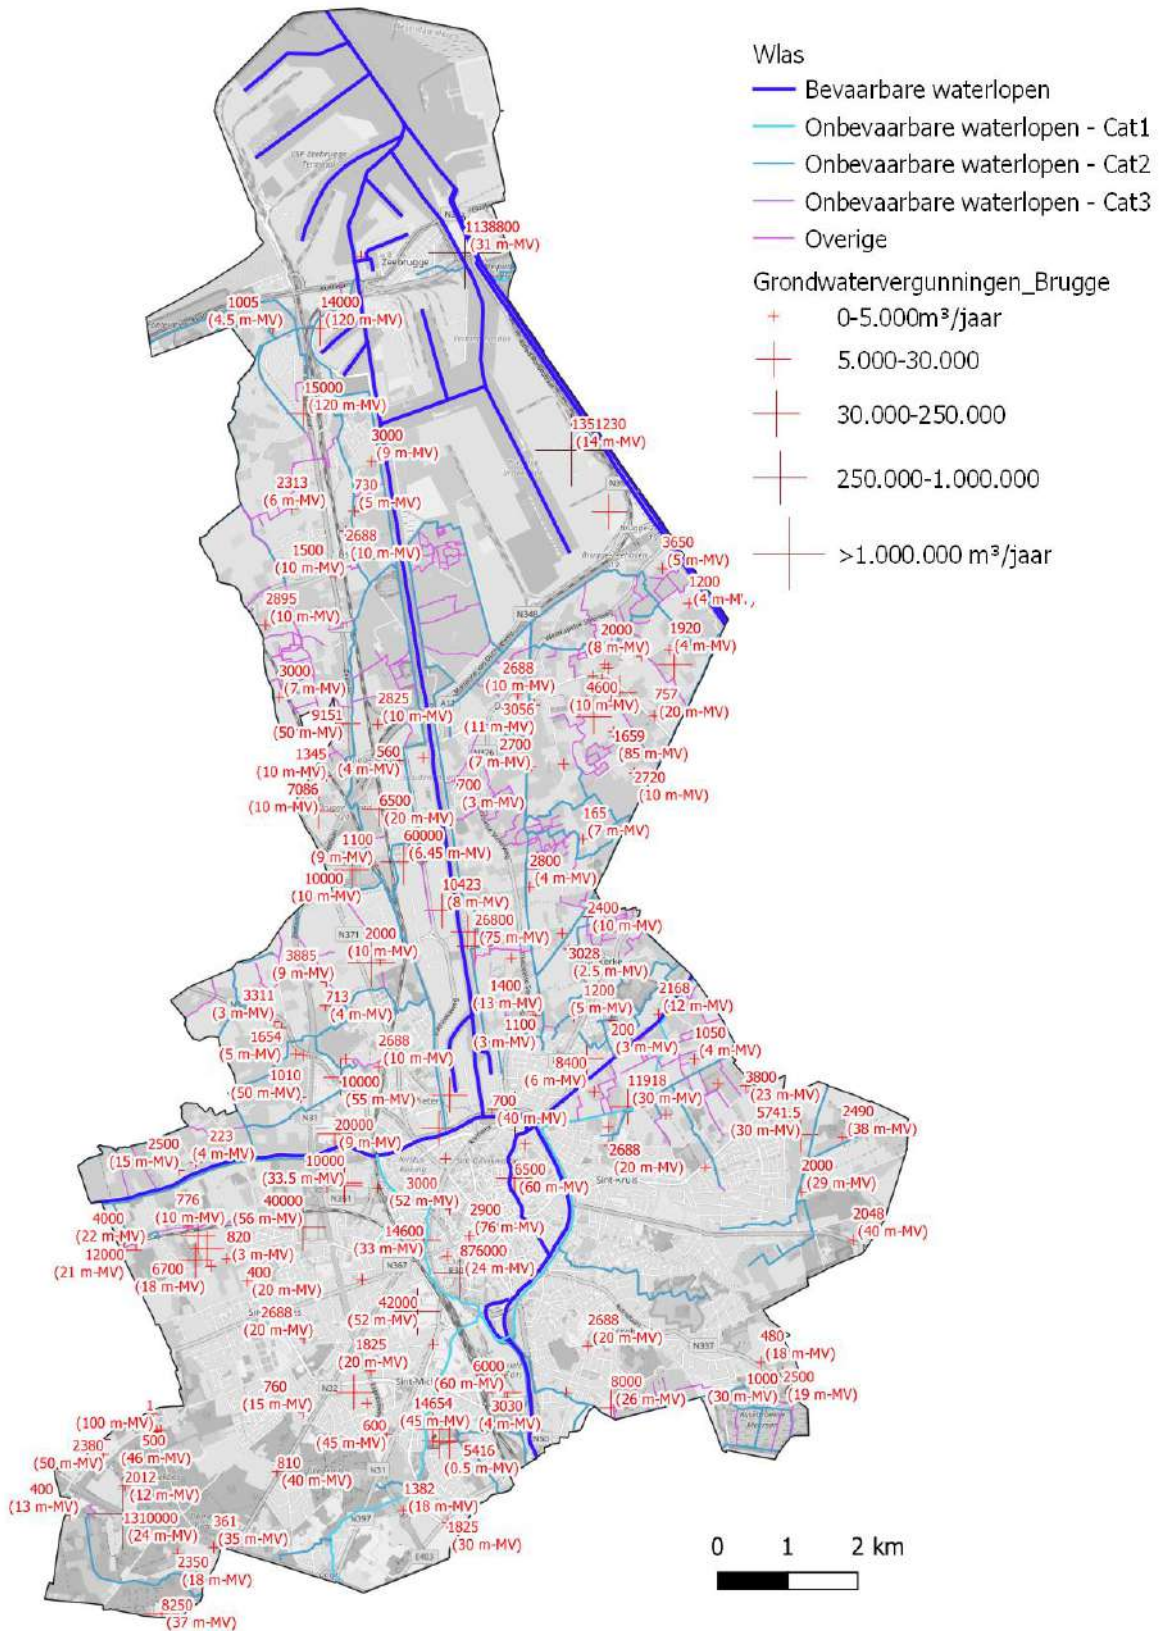 Wlas
Bevaarbare waterlopen
Onbevaarbare waterlopen - Cat1
Onbevaarbare waterlopen - Cat2
Onbevaarbare waterlopen - Cat3
Overige
Grondwatervergunningen_Brugge
0-5.000m³/jaar
5.000-30.000
30.000-250.000
250.000-1.000.000
>1.000.000 m³/jaar
1138800
(31 m-MV)
Zeebrugge
1005
(4.5 m-MV)
14000
(120 m-MV)
15000
(120 m-MV)
1351230
(14 m-MV)
3000
(9 m-MV)
2313
(6 m-MV)
730
(5 m-MV)
2688
(10 m-MV)
1500
(10 m-MV)
3650
(5 m-MV)
1200
2895
(10 m-MV)
N348
2000
(8 m-MV)
1920
(4 m-MV)
3000
(7 m-MV)
2688
(10 m-MV)
4600
(10 m-MV)
757
(20 m-MV)
9151
(50 m-MV)
2825
(10 m-MV)
3056
(11 m-MV)
1659
(85 m-MV)
1345
(10 m-MV)
560
(4 m-MV)
2700
(7 m-MV)
2720
(10 m-MV)
7086
(10 m-MV)
6500
(20 m-MV)
700
(3 m-MV)
165
(7 m-MV)
1100
(9 m-MV)
60000
(6.45 m-MV)
10000
(10 m-MV)
2800
(4 m-MV)
10423
(8 m-MV)
26800
(75 m-MV)
2400
(10 m-MV)
N371
2000
(10 m-MV)
3885
(9 m-MV)
3028
(2.5 m-MV)
3311
(3 m-MV)
713
(4 m-MV)
1400
(13 m-MV)
1200
(5 m-MV)
2168
(12 m-MV)
1654
(5 m-MV)
2688
(10 m-MV)
1100
(3 m-MV)
200
(3 m-MV)
1050
(4 m-MV)
1010
(50 m-MV)
10000
(55 m-MV)
8400
(6 m-MV)
11918
(30 m-MV)
3800
(23 m-MV)
N31
700
(40 m-MV)
5741.5
(30 m-MV)
2490
(38 m-MV)
2500
(15 m-MV)
223
(4 m-MV)
20000
(9 m-MV)
2688
(20 m-MV)
Sint-Kruis
2000
(29 m-MV)
10000
(33.5 m-MV)
3000
(52 m-MV)
6500
(60 m-MV)
776
(10 m-MV)
40000
(56 m-MV)
N351
2900
(76 m-MV)
2048
(40 m-MV)
4000
(22 m-MV)
820
(3 m-MV)
14600
(33 m-MV)
876000
(24 m-MV)
12000
(21 m-MV)
6700
(18 m-MV)
400
(20 m-MV)
N367
42000
(52 m-MV)
2688
(20 m-MV)
2688
(20 m-MV)
N337
480
(18 m-MV)
1825
(20 m-MV)
6000
(60 m-MV)
1000
(30 m-MV)
2500
(19 m-MV)
760
(15 m-MV)
N32
3030
(4 m-MV)
8000
(26 m-MV)
1
(100 m-MV)
14654
(45 m-MV)
600
(45 m-MV)
N50
2380
(50 m-MV)
500
(46 m-MV)
5416
(0.5 m-MV)
810
(40 m-MV)
N31
400
(13 m-MV)
2012
(12 m-MV)
1382
(18 m-MV)
1310000
(24 m-MV)
361
(35 m-MV)
N397
1825
(30 m-MV)
2350
(18 m-MV)
E403
8250
(37 m-MV)
0 1 2 km